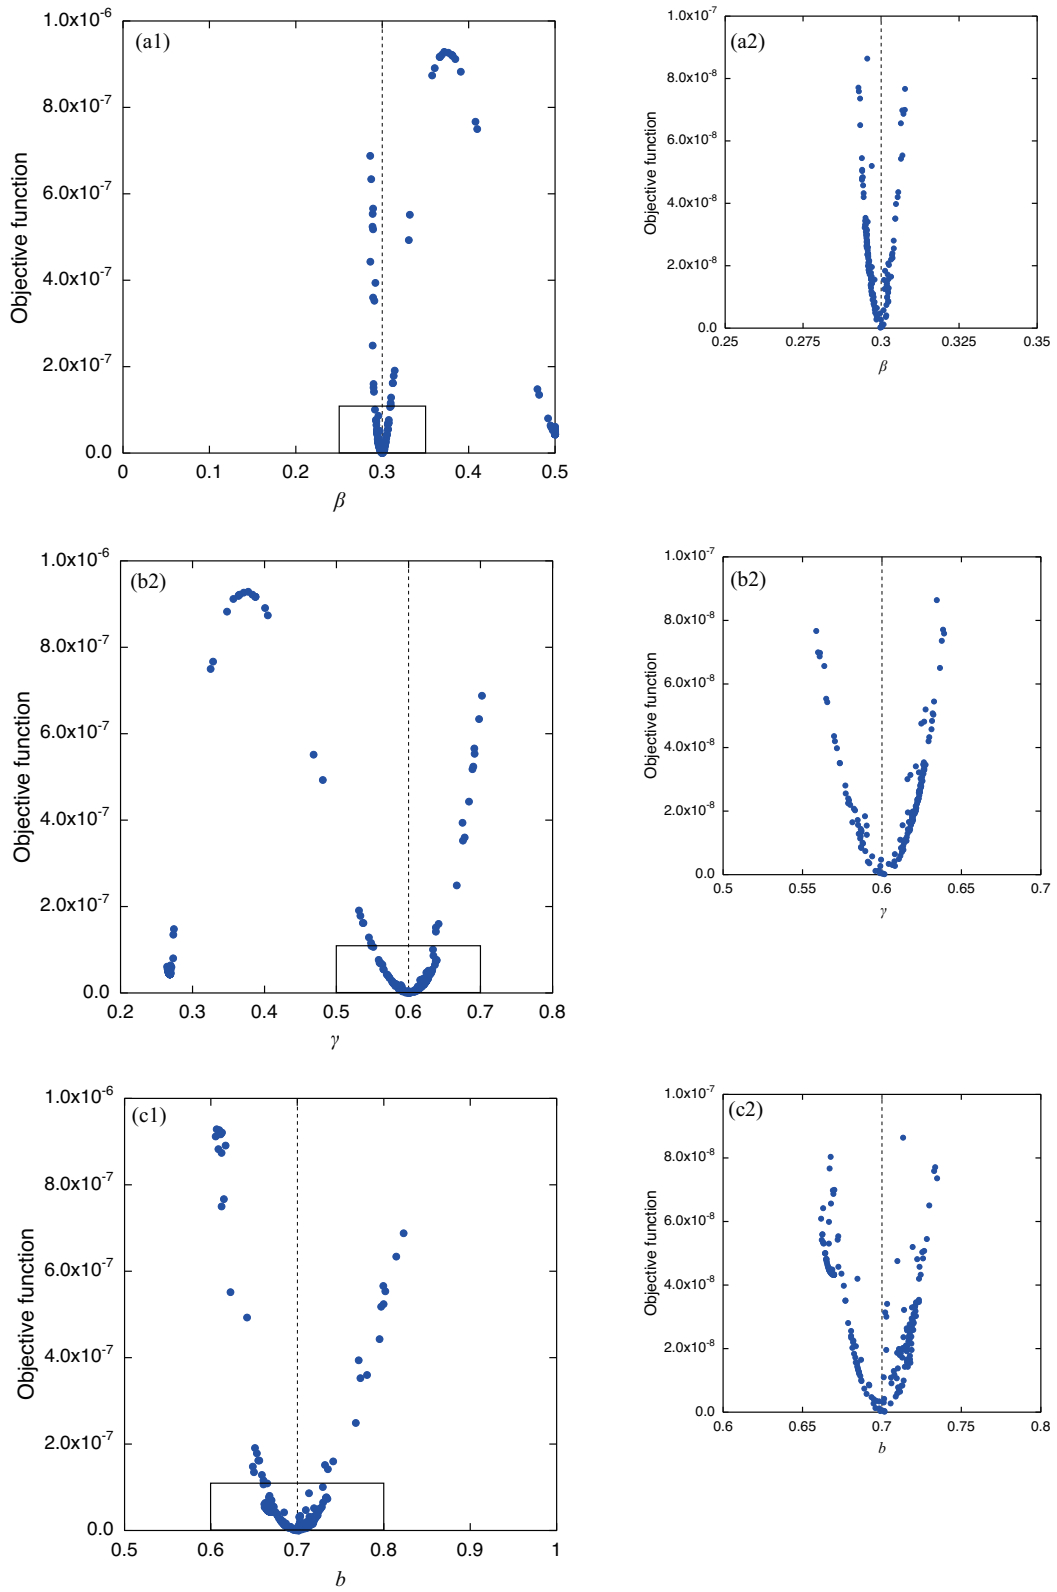 (a1)
1.0x10-6
8.0x10-7
6.0x10-7
4.0x10-7
2.0x10-7
0.0
Objective function
0 0.1 0.2 0.3 0.4 0.5
β
(a2)
1.0x10-7
8.0x10-8
6.0x10-8
4.0x10-8
2.0x10-8
0.0
Objective function
0.25 0.275 0.3 0.325 0.35
β
(b2)
1.0x10-6
8.0x10-7
6.0x10-7
4.0x10-7
2.0x10-7
0.0
Objective function
0.2 0.3 0.4 0.5 0.6 0.7 0.8
γ
(b2)
1.0x10-7
8.0x10-8
6.0x10-8
4.0x10-8
2.0x10-8
0.0
Objective function
0.5 0.55 0.6 0.65 0.7
γ
(c1)
1.0x10-6
8.0x10-7
6.0x10-7
4.0x10-7
2.0x10-7
0.0
Objective function
0.5 0.6 0.7 0.8 0.9 1
b
(c2)
1.0x10-7
8.0x10-8
6.0x10-8
4.0x10-8
2.0x10-8
0.0
Objective function
0.6 0.65 0.7 0.75 0.8
b